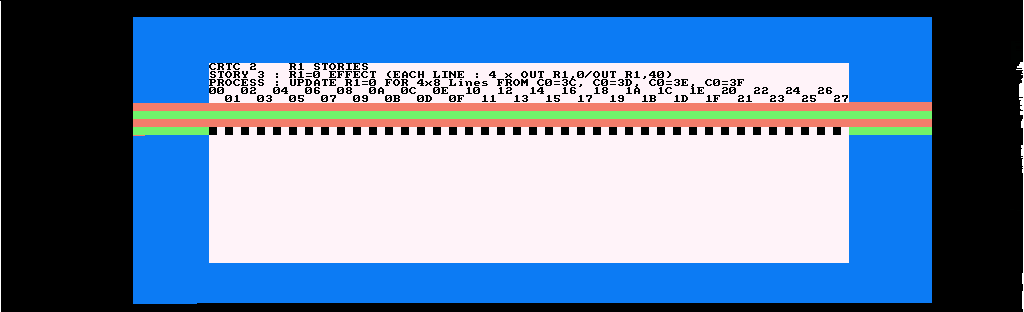 CRTC 2    R1 STORIES
STORY 3 : R1=0 EFFECT (EACH LINE : 4 x OUT R1,0/OUT R1,40)
PROCESS : UPDATE R1=0 FOR 4x8 Lines FROM C0=3C, C0=3D, C0=3E, C0=3F
00 02 04 06 08 0A 0C 0E 10 12 14 16 18 1A 1C 1E 20 22 24 26
01 03 05 07 09 0B 0D 0F 11 13 15 17 19 1B 1D 1F 21 23 25 27